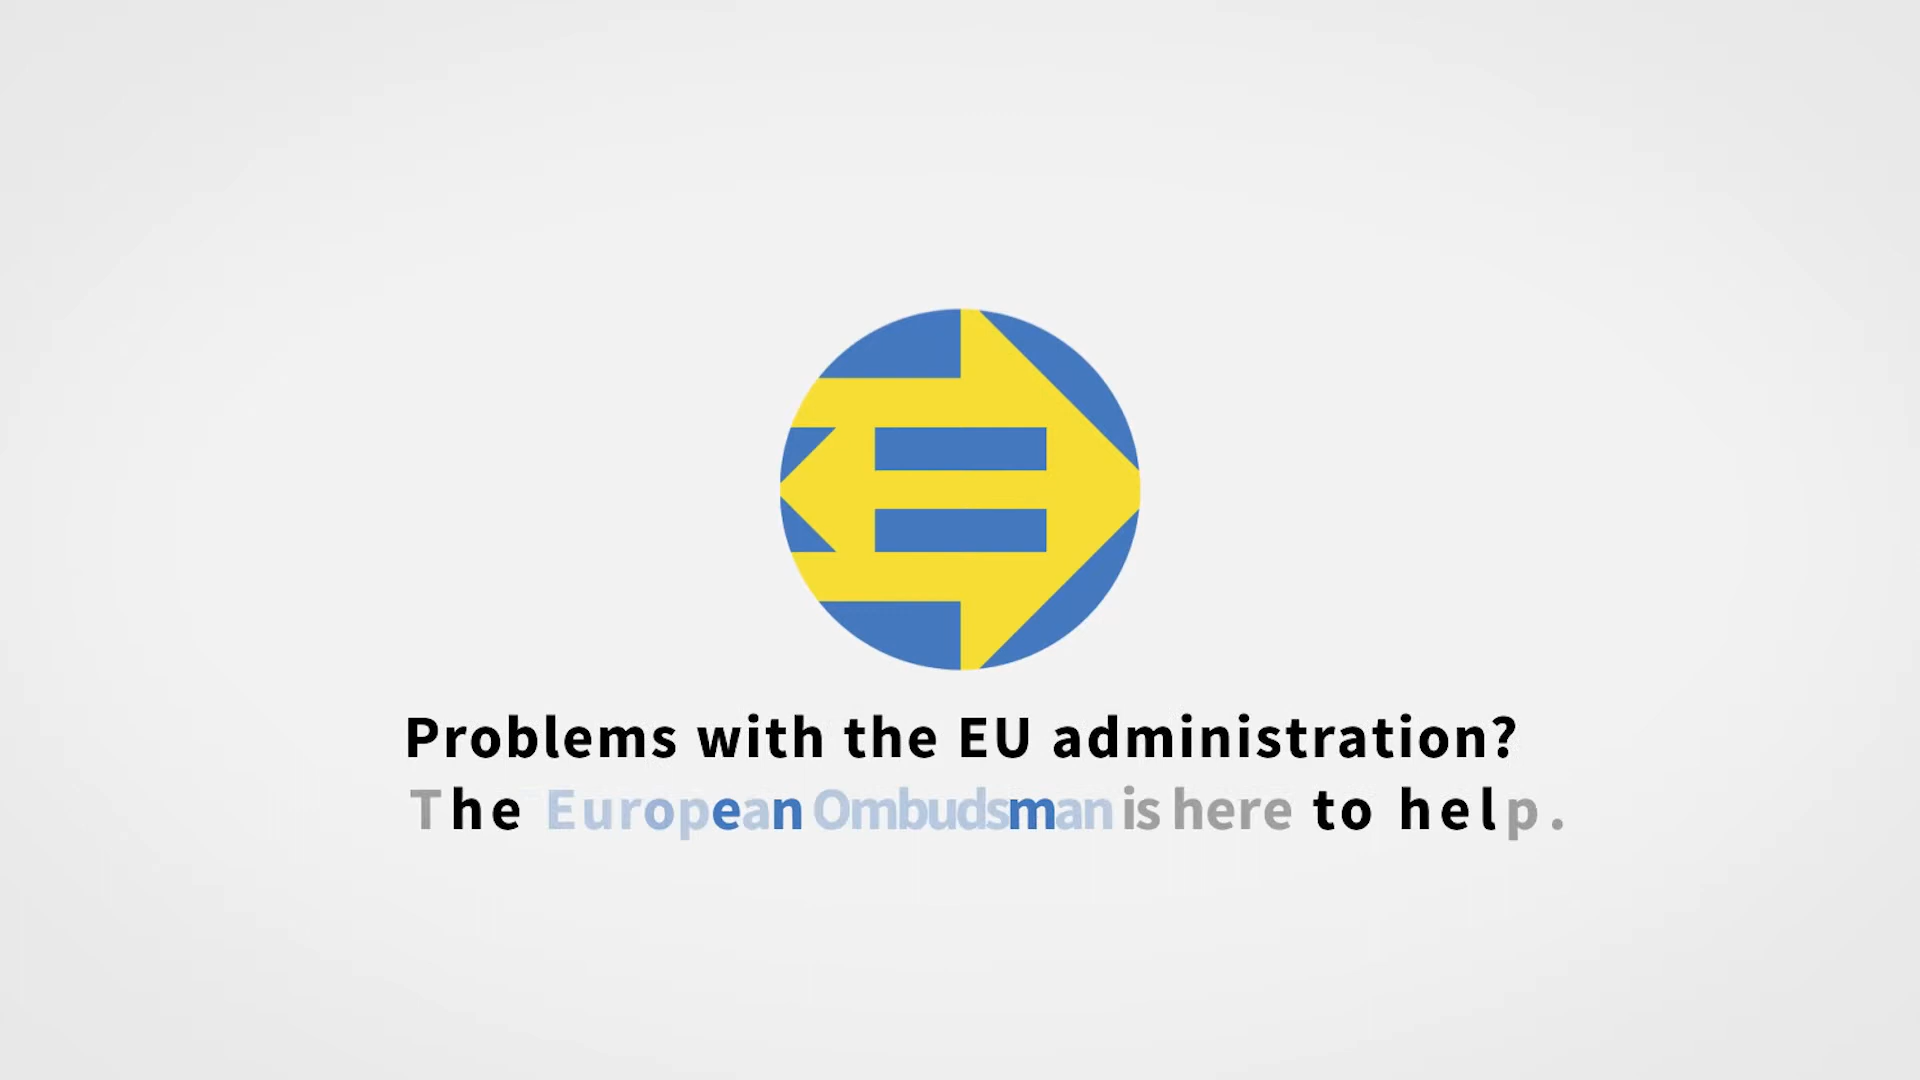 Problems with the EU administration?
The European Ombudsman is here to help.